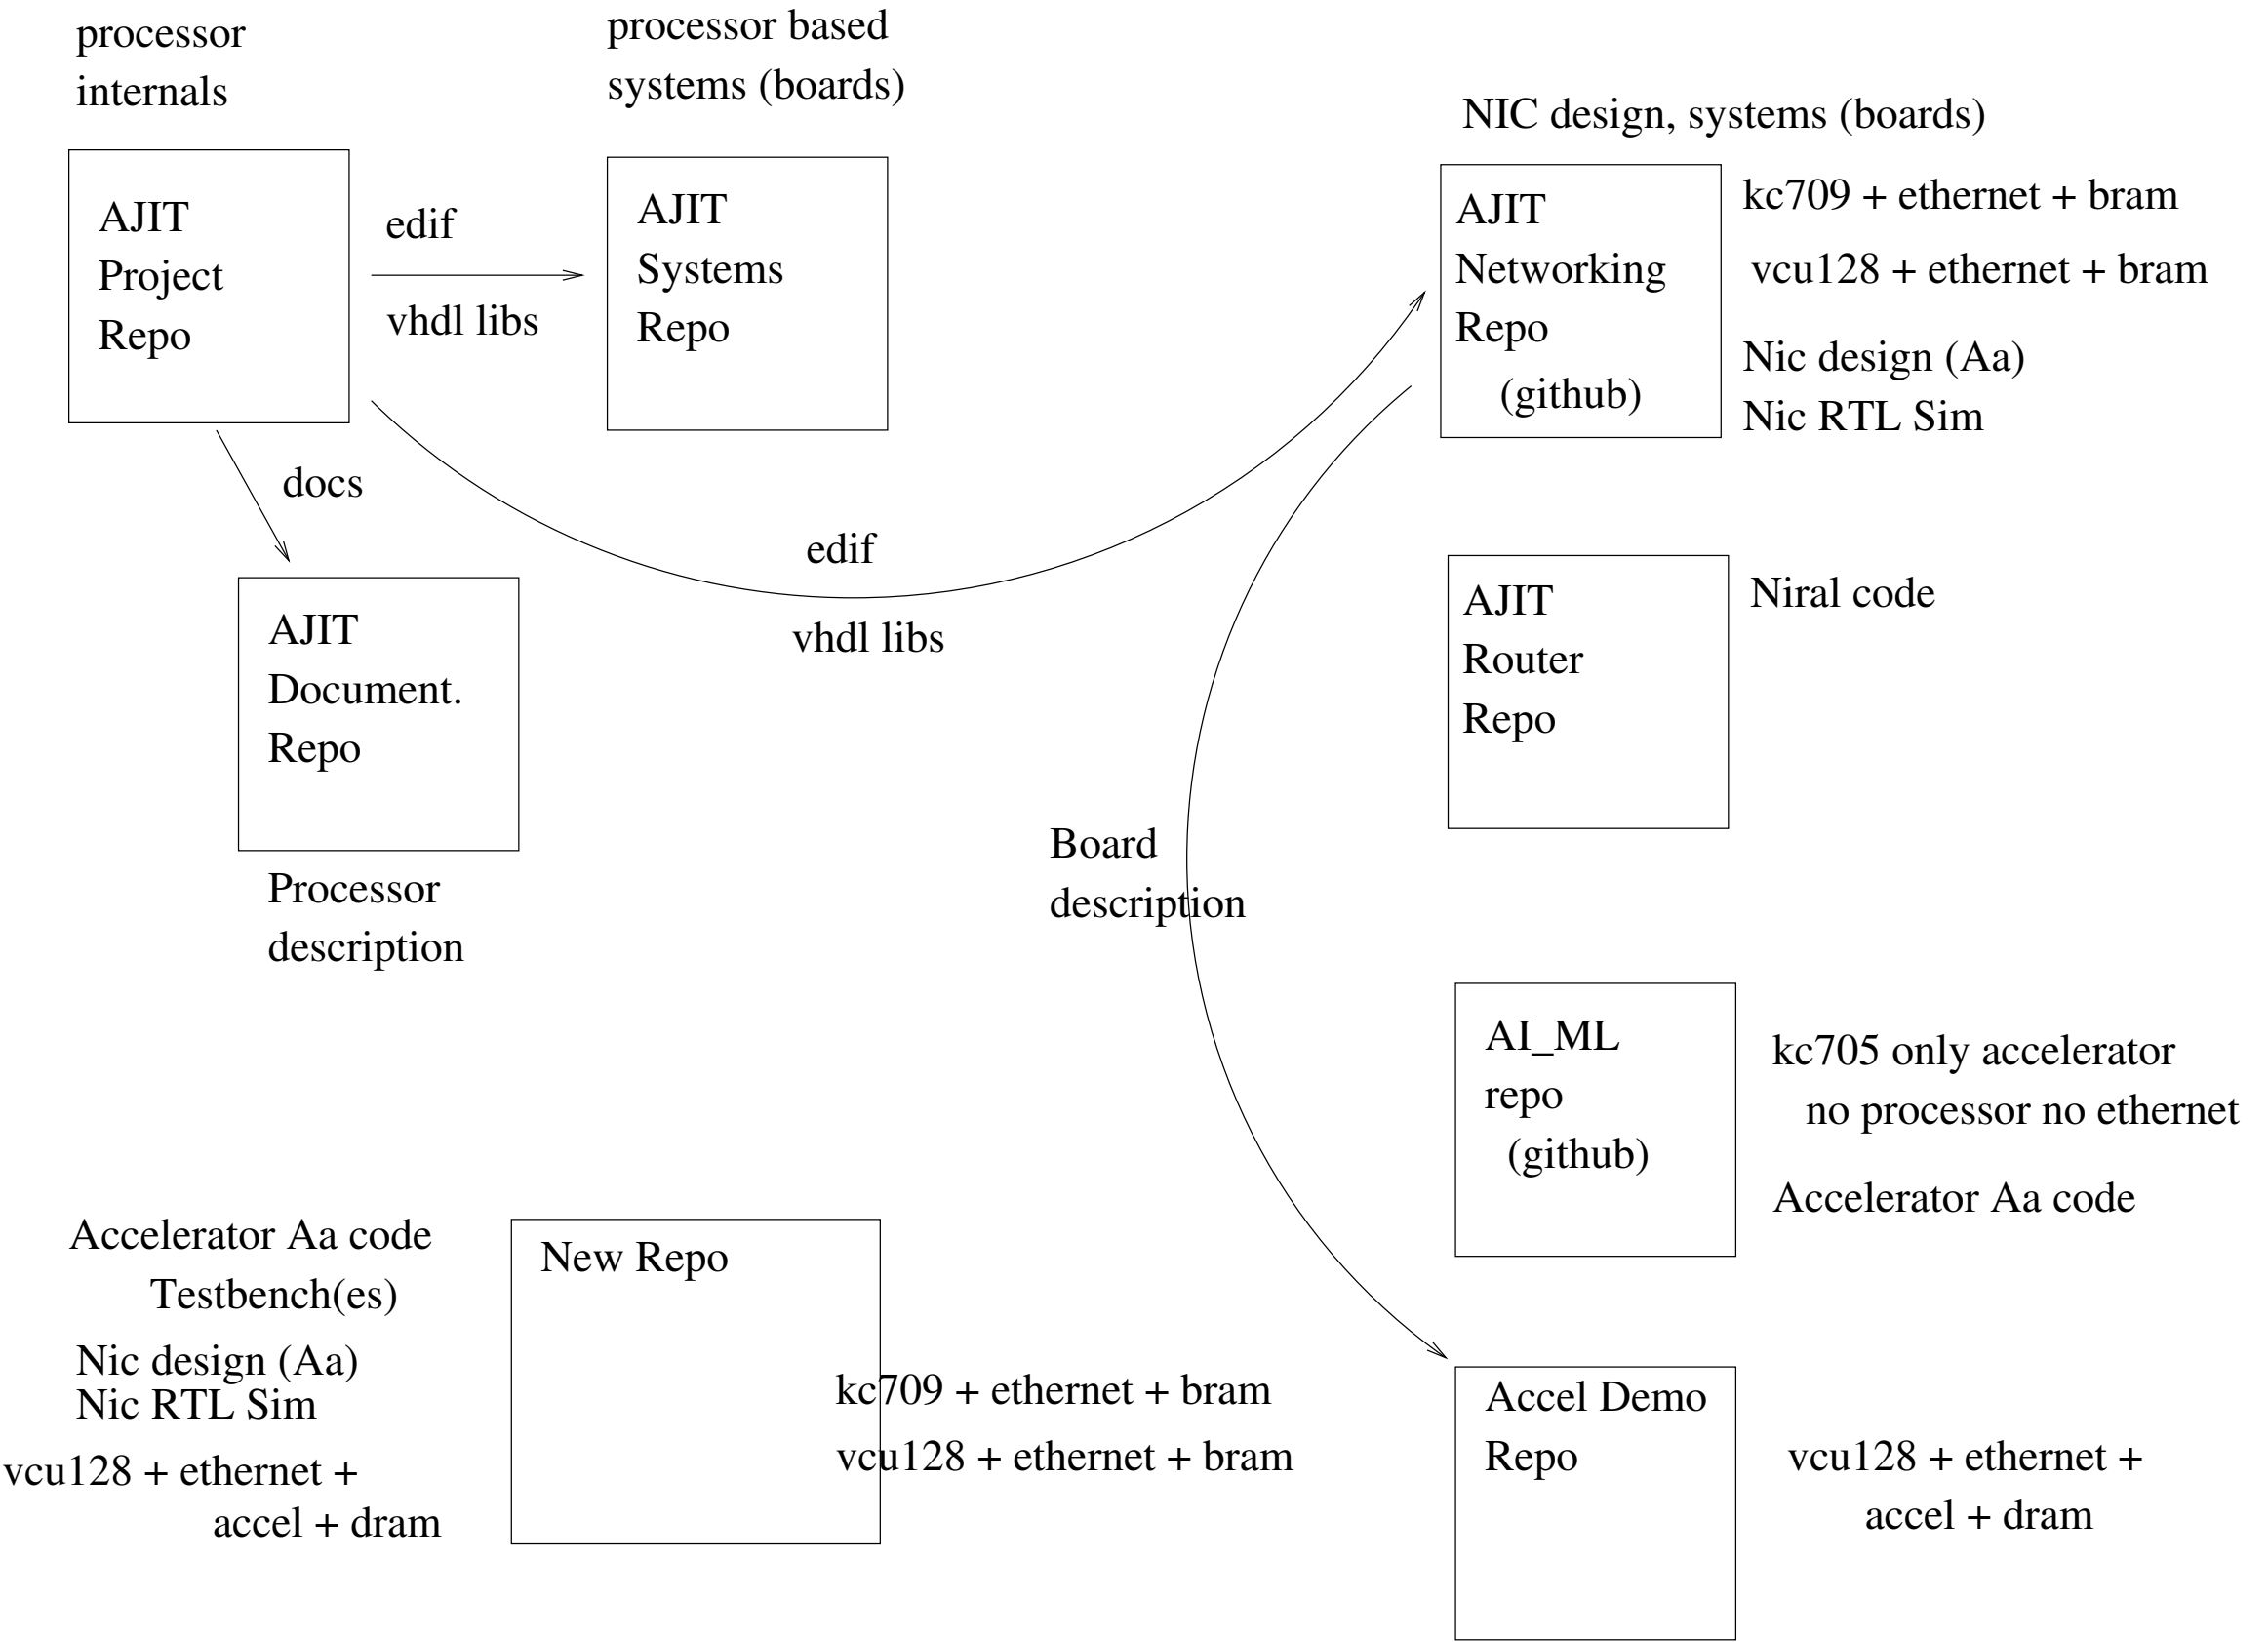 processor
internals
processor based
systems (boards)
NIC design, systems (boards)
AJIT
Project
Repo
edif
vhdl libs
AJIT
Systems
Repo
AJIT
Networking
Repo
(github)
kc709 + ethernet + bram
vcu128 + ethernet + bram
Nic design (Aa)
Nic RTL Sim
docs
edif
vhdl libs
AJIT
Document.
Repo
Processor
description
AJIT
Router
Repo
Niral code
Board
description
AI_ML
repo
(github)
kc705 only accelerator
no processor no ethernet
Accelerator Aa code
Accelerator Aa code
Testbench(es)
Nic design (Aa)
Nic RTL Sim
vcu128 + ethernet +
accel + dram
New Repo
kc709 + ethernet + bram
vcu128 + ethernet + bram
Accel Demo
Repo
vcu128 + ethernet +
accel + dram